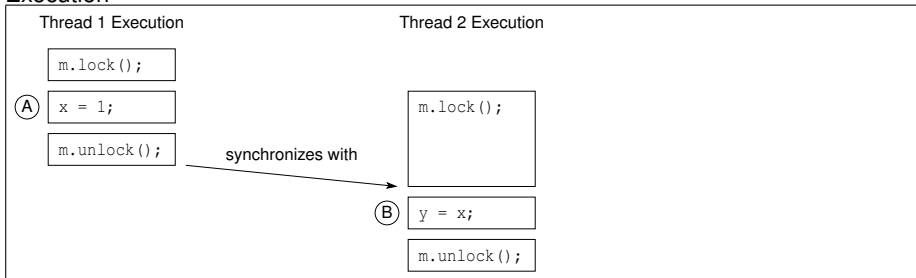 Execution
Thread 1 Execution
Thread 2 Execution
m.lock();
A x = 1;
m.lock();
m.unlock();
synchronizes with
B y = x;
m.unlock();